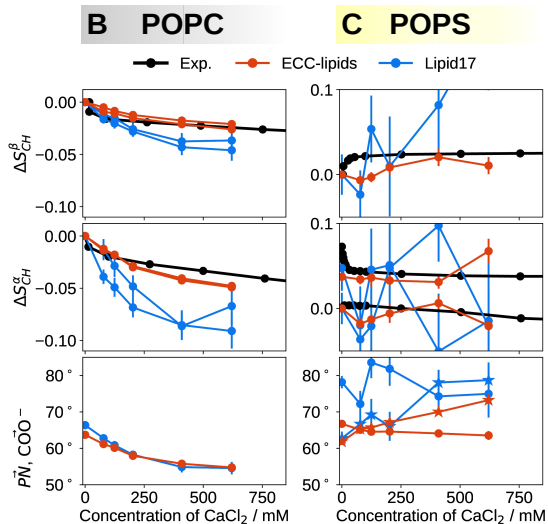 B POPC C POPS
Exp. ECC-lipids Lipid17
0.00
−0.05
−0.10
ΔS^β_CH
0.1
0.0
0.00
−0.05
−0.10
ΔS^α_CH
0.1
0.0
80°
70°
60°
50°
PN⃗, COO⃗⁻
80°
70°
60°
50°
0 250 500 750 0 250 500 750
Concentration of CaCl₂ / mM Concentration of CaCl₂ / mM